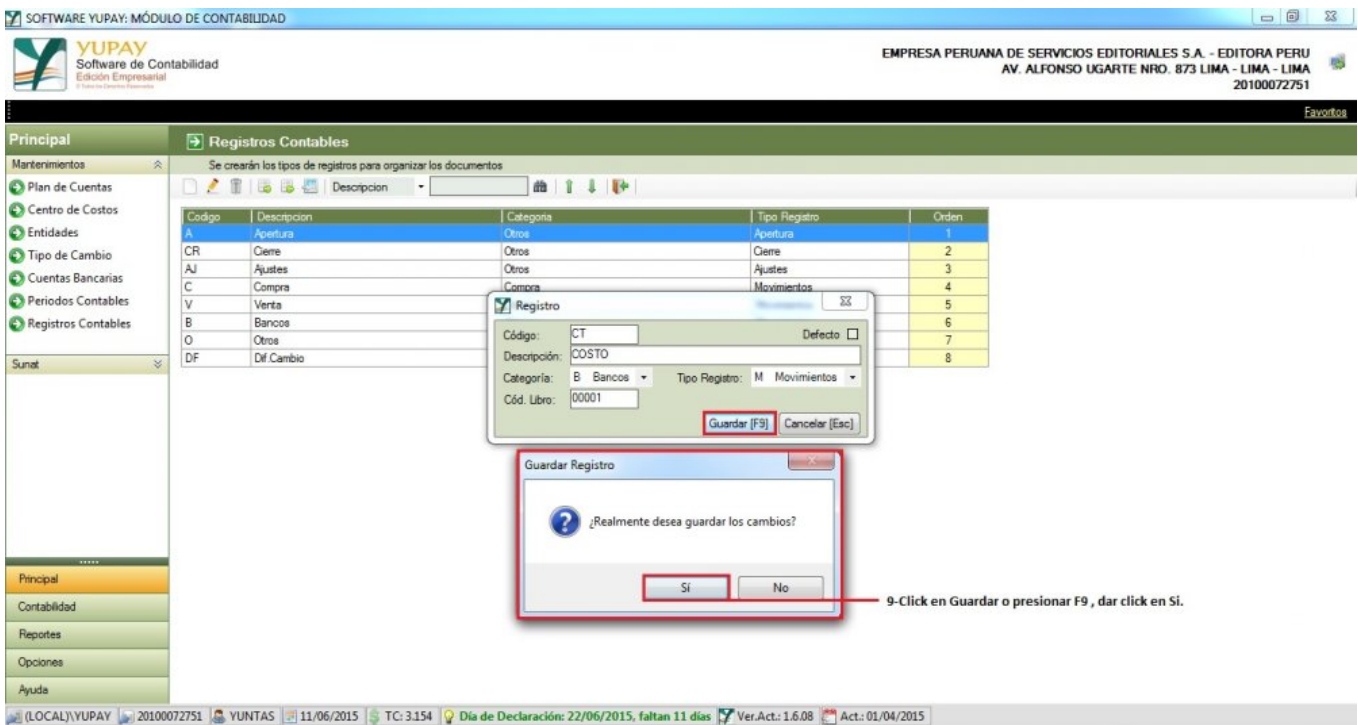 SOFTWARE YUPAY: MÓDULO DE CONTABILIDAD
YUPAY
Software de Contabilidad
Edición Empresarial
EMPRESA PERUANA DE SERVICIOS EDITORIALES S.A. - EDITORA PERU
AV. ALFONSO UGARTE NRO. 873 LIMA - LIMA - LIMA
20100072751
Favoritos
Principal
Registros Contables
Mantenimientos
Se crearán los tipos de registros para organizar los documentos
Plan de Cuentas
Centro de Costos
Entidades
Tipo de Cambio
Cuentas Bancarias
Periodos Contables
Registros Contables
Sunat
Descripcion
Codigo Descripcion Categoria Tipo Registro Orden
A Apertura Otros Apertura 1
CR Cierre Otros Cierre 2
AJ Ajustes Otros Ajustes 3
C Compra Compra Movimientos 4
V Venta 5
B Bancos 6
O Otros 7
DF Dif.Cambio 8
Registro
Código: CT Defecto
Descripción: COSTO
Categoría: B Bancos Tipo Registro: M Movimientos
Cód. Libro: 00001
Guardar [F9] Cancelar [Esc]
Guardar Registro
¿Realmente desea guardar los cambios?
Sí No
9-Click en Guardar o presionar F9 , dar click en Si.
Principal
Contabilidad
Reportes
Opciones
Ayuda
(LOCAL)\YUPAY 20100072751 YUNTAS 11/06/2015 TC: 3.154 Día de Declaración: 22/06/2015, faltan 11 días Ver.Act.: 1.6.08 Act.: 01/04/2015